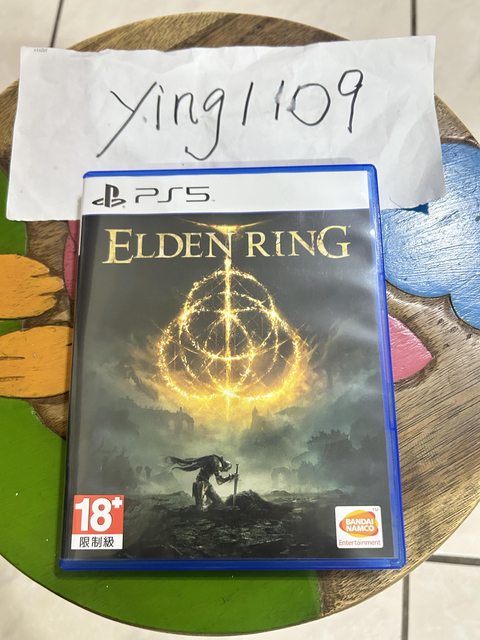 ying1109
PS5
ELDEN RING
18+
限制級
BANDAI
NAMCO
Entertainment